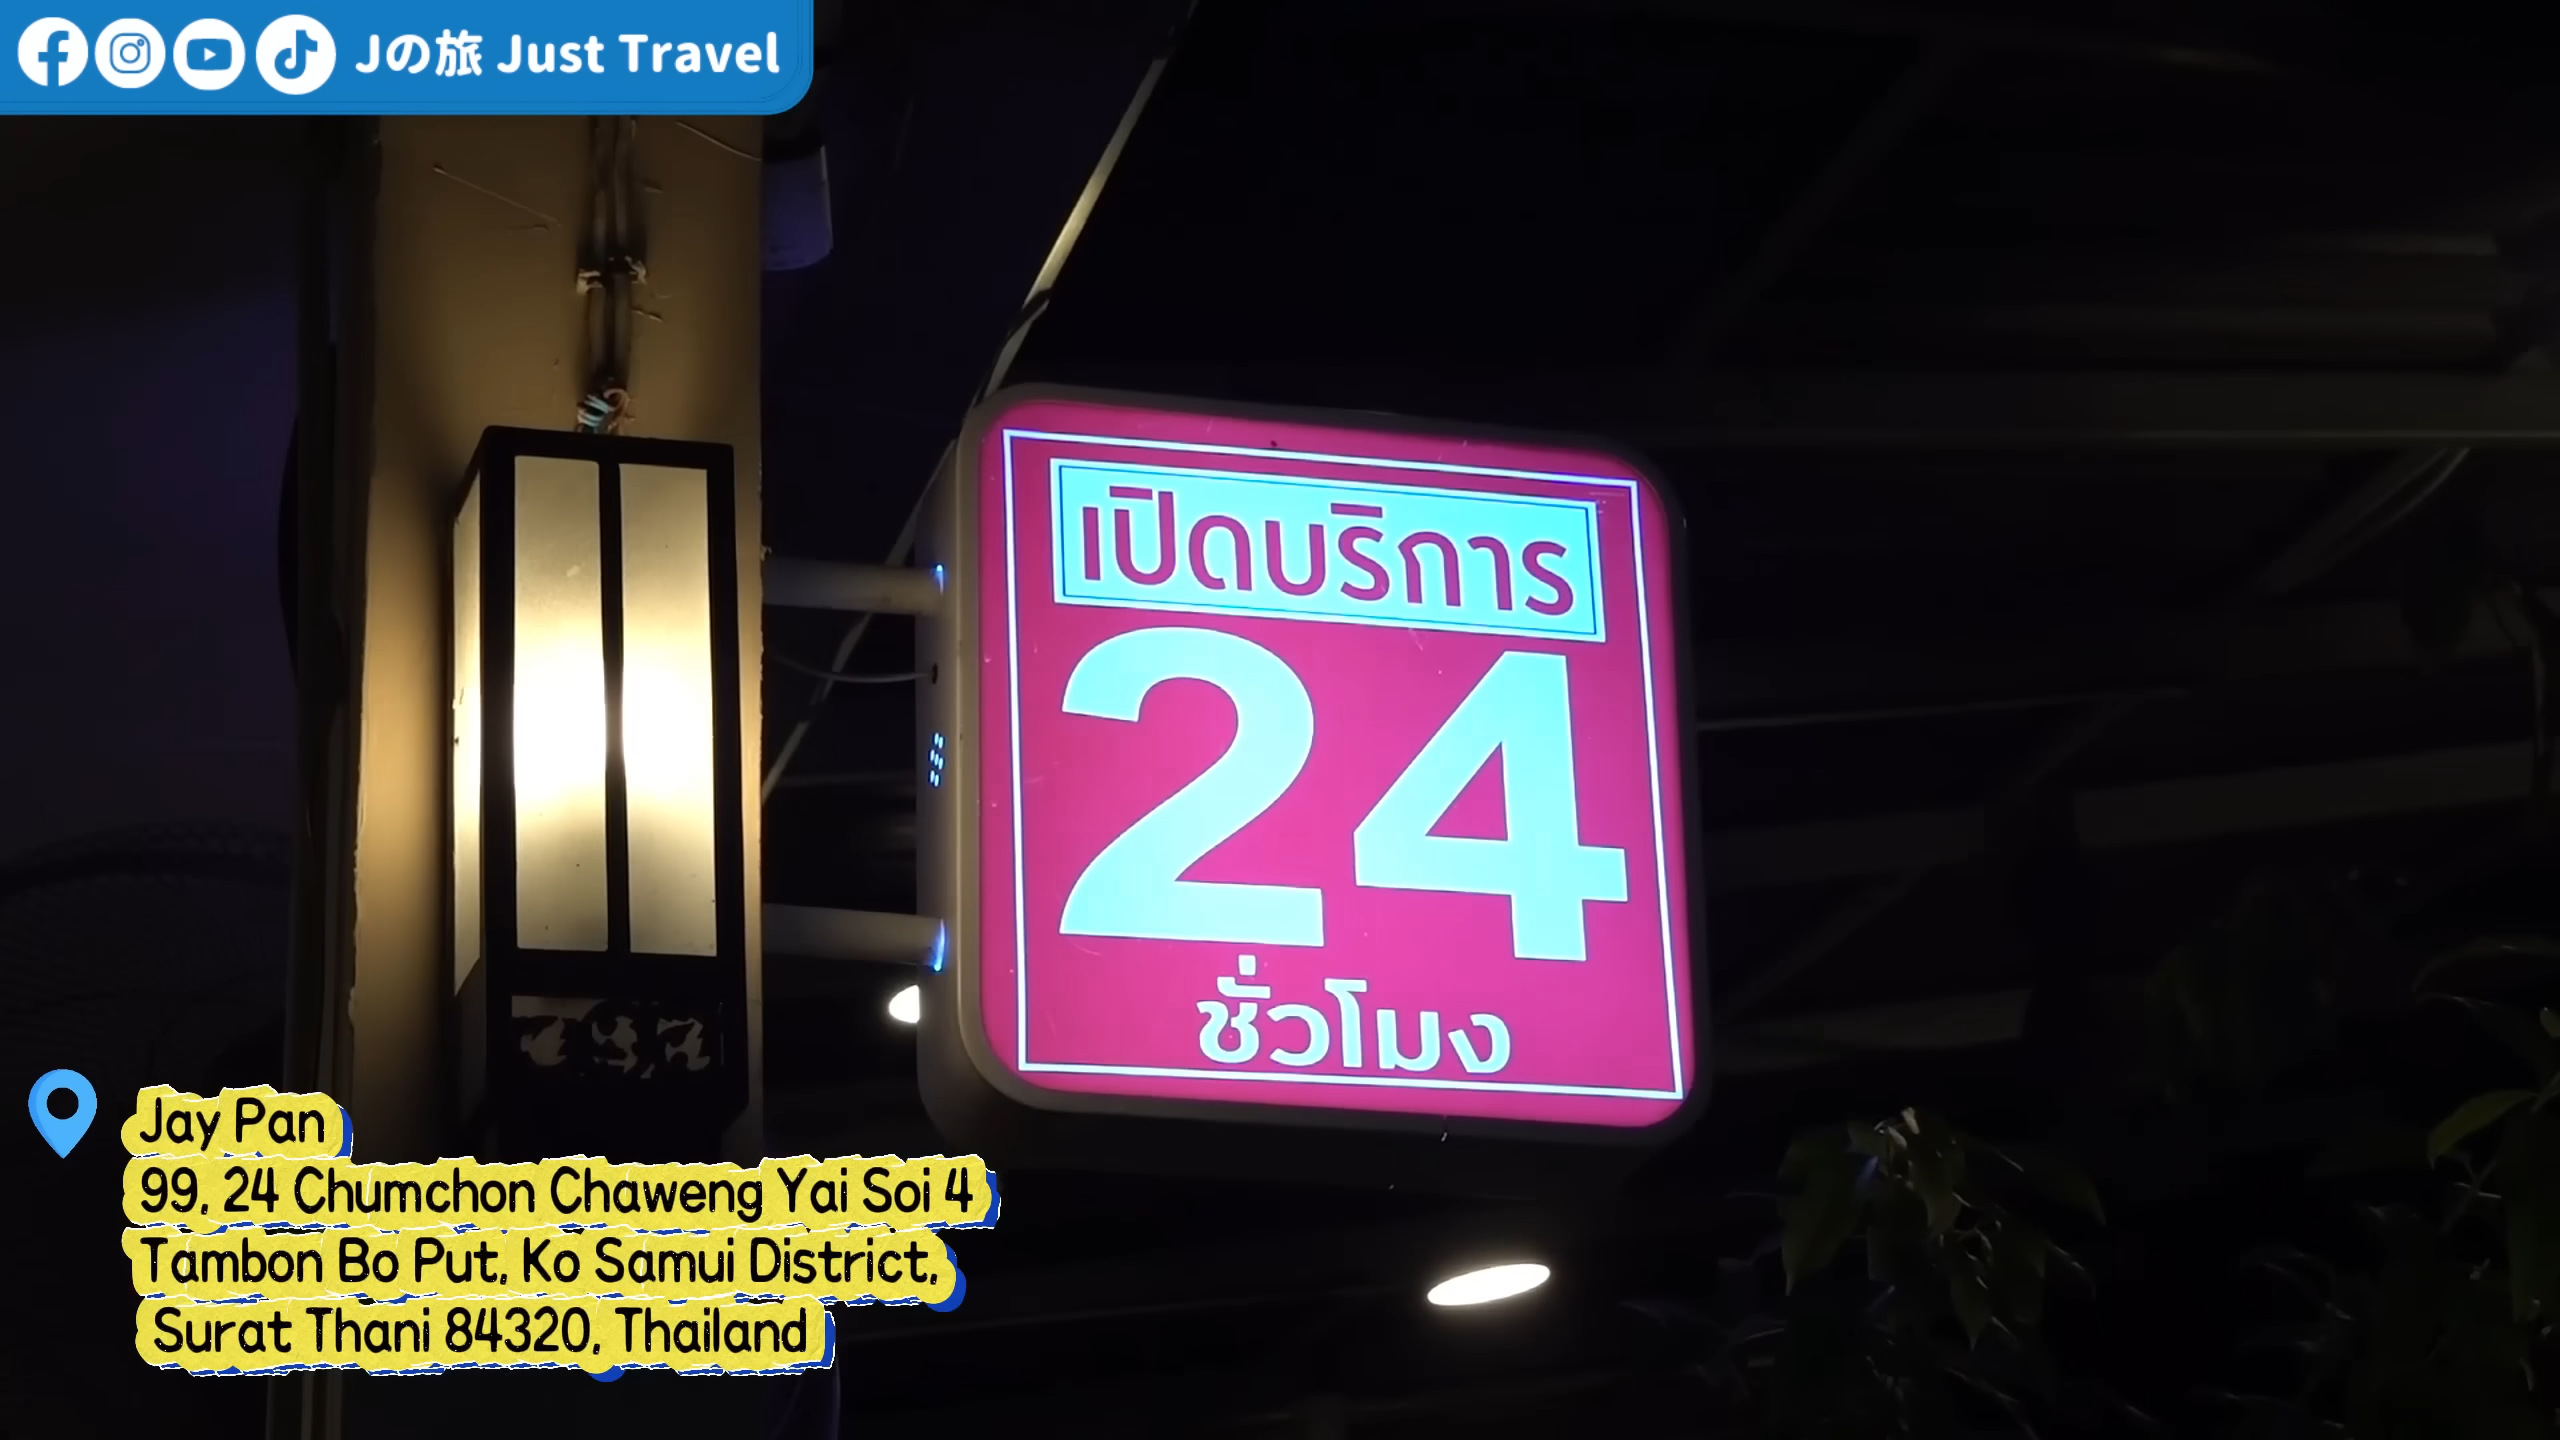 Jの旅 Just Travel
เปิดบริการ
24
ชั่วโมง
Jay Pan
99, 24 Chumchon Chaweng Yai Soi 4
Tambon Bo Put, Ko Samui District,
Surat Thani 84320, Thailand